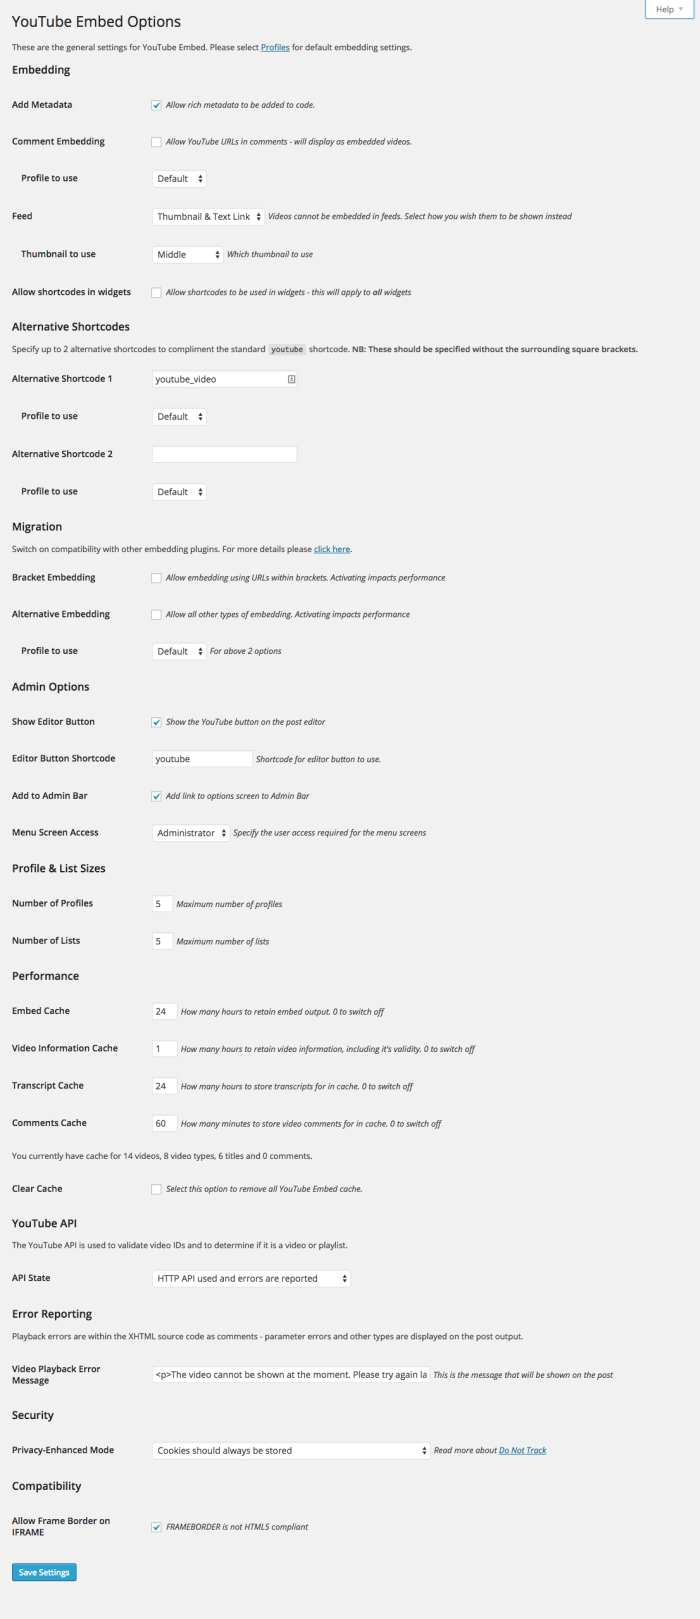 Help
YouTube Embed Options
These are the general settings for YouTube Embed. Please select Profiles for default embedding settings.
Embedding
Add Metadata Allow rich metadata to be added to code.
Comment Embedding Allow YouTube URLs in comments - will display as embedded videos.
Profile to use Default
Feed Thumbnail & Text Link Videos cannot be embedded in feeds. Select how you wish them to be shown instead
Thumbnail to use Middle Which thumbnail to use
Allow shortcodes in widgets Allow shortcodes to be used in widgets - this will apply to all widgets
Alternative Shortcodes
Specify up to 2 alternative shortcodes to compliment the standard youtube shortcode. NB: These should be specified without the surrounding square brackets.
Alternative Shortcode 1 youtube_video
Profile to use Default
Alternative Shortcode 2
Profile to use Default
Migration
Switch on compatibility with other embedding plugins. For more details please click here.
Bracket Embedding Allow embedding using URLs within brackets. Activating impacts performance
Alternative Embedding Allow all other types of embedding. Activating impacts performance
Profile to use Default For above 2 options
Admin Options
Show Editor Button Show the YouTube button on the post editor
Editor Button Shortcode youtube Shortcode for editor button to use.
Add to Admin Bar Add link to options screen to Admin Bar
Menu Screen Access Administrator Specify the user access required for the menu screens
Profile & List Sizes
Number of Profiles 5 Maximum number of profiles
Number of Lists 5 Maximum number of lists
Performance
Embed Cache 24 How many hours to retain embed output. 0 to switch off
Video Information Cache 1 How many hours to retain video information, including it's validity. 0 to switch off
Transcript Cache 24 How many hours to store transcripts for in cache. 0 to switch off
Comments Cache 60 How many minutes to store video comments for in cache. 0 to switch off
You currently have cache for 14 videos, 8 video types, 6 titles and 0 comments.
Clear Cache Select this option to remove all YouTube Embed cache.
YouTube API
The YouTube API is used to validate video IDs and to determine if it is a video or playlist.
API State HTTP API used and errors are reported
Error Reporting
Playback errors are within the XHTML source code as comments - parameter errors and other types are displayed on the post output.
Video Playback Error
Message <p>The video cannot be shown at the moment. Please try again la This is the message that will be shown on the post
Security
Privacy-Enhanced Mode Cookies should always be stored Read more about Do Not Track
Compatibility
Allow Frame Border on
IFRAME FRAMEBORDER is not HTML5 compliant
Save Settings